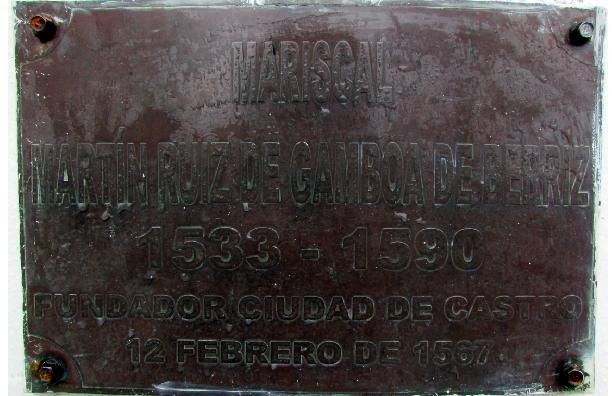 MARISCAL
MARTÍN RUIZ DE GAMBOA DE BERRIZ
1533 - 1590
FUNDADOR CIUDAD DE CASTRO
12 FEBRERO DE 1567